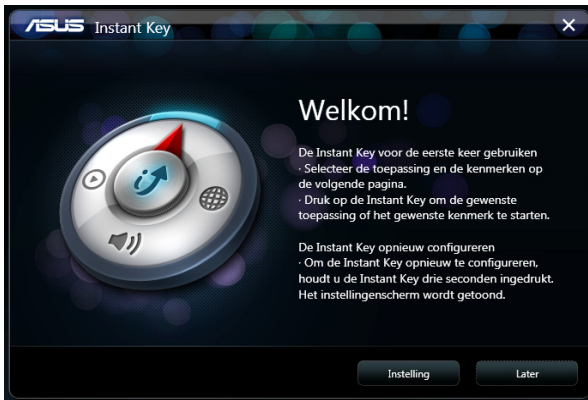 ASUS Instant Key
Welkom!
De Instant Key voor de eerste keer gebruiken
· Selecteer de toepassing en de kenmerken op
de volgende pagina.
· Druk op de Instant Key om de gewenste
toepassing of het gewenste kenmerk te starten.
De Instant Key opnieuw configureren
· Om de Instant Key opnieuw te configureren,
houdt u de Instant Key drie seconden ingedrukt.
Het instellingenscherm wordt getoond.
Instelling Later